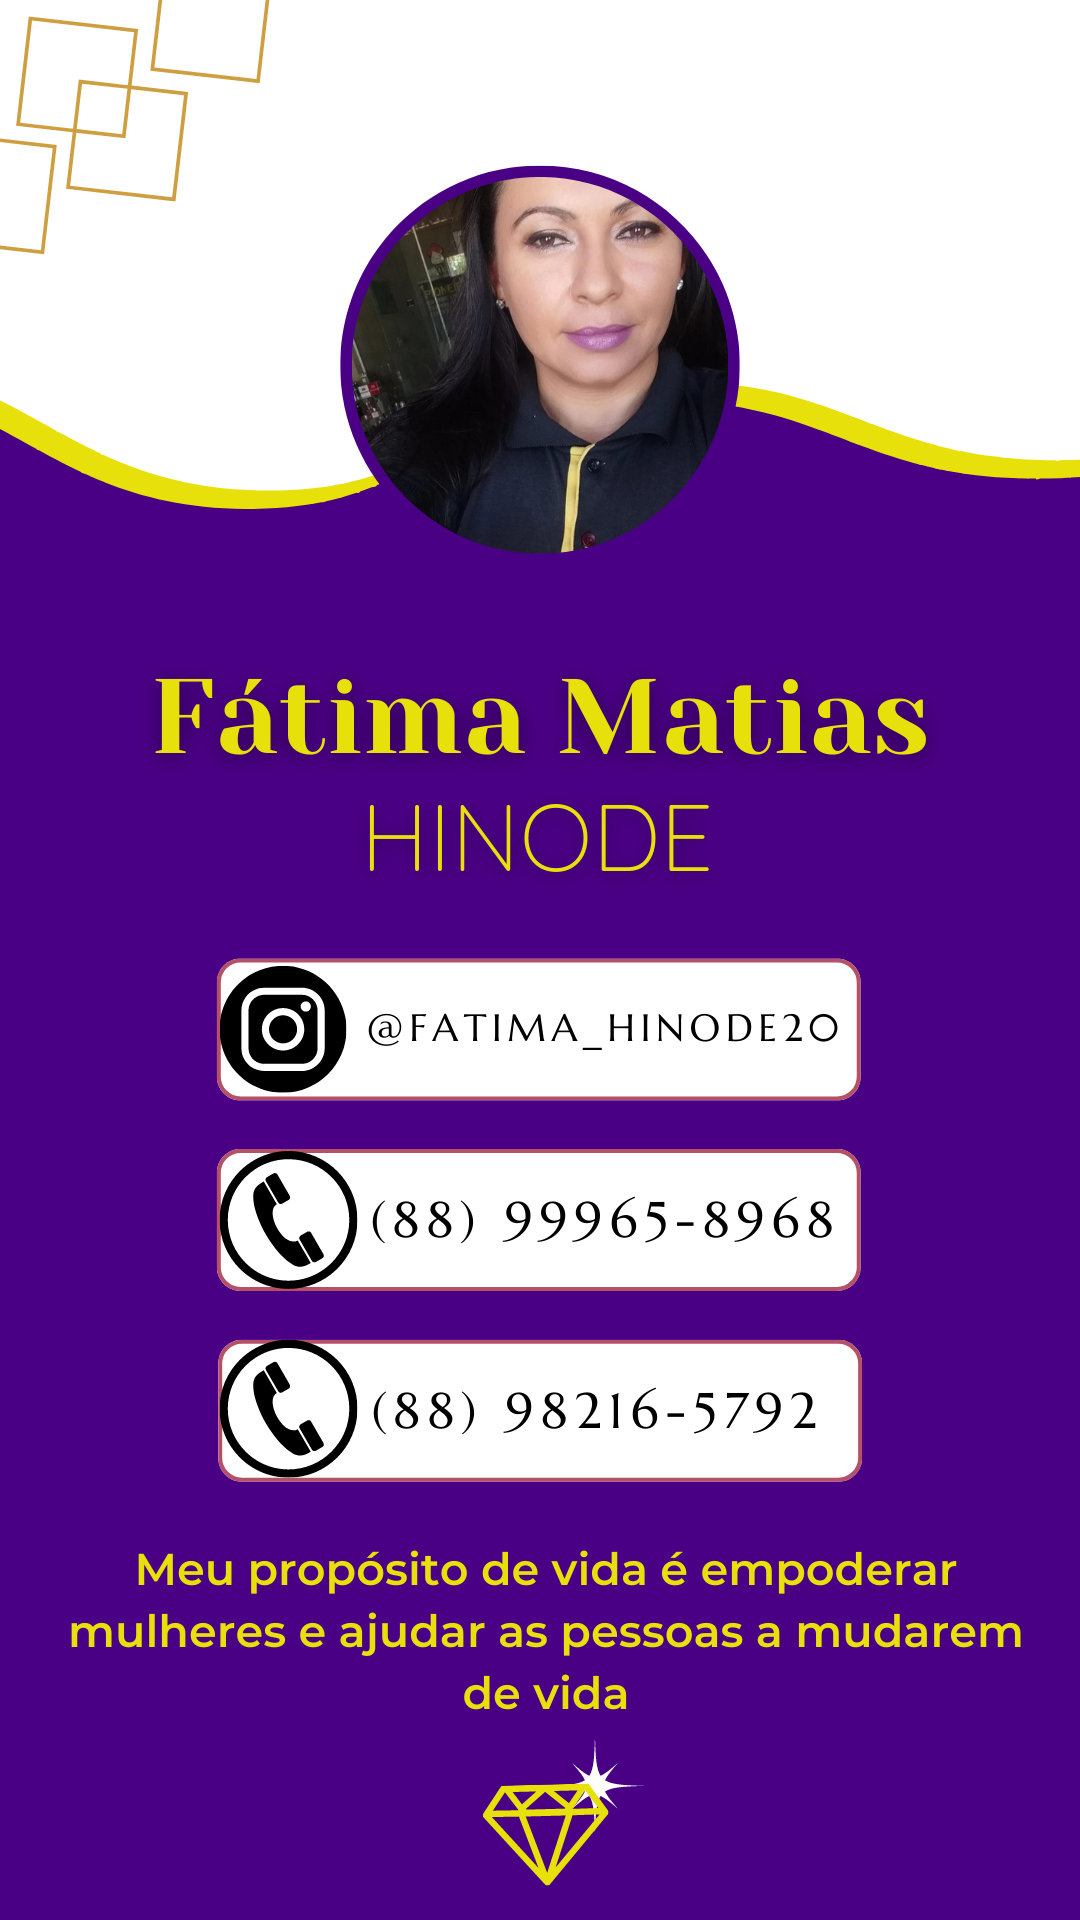 Fátima Matias
HINODE
@FATIMA_HINODE20
(88) 99965-8968
(88) 98216-5792
Meu propósito de vida é empoderar
mulheres e ajudar as pessoas a mudarem
de vida